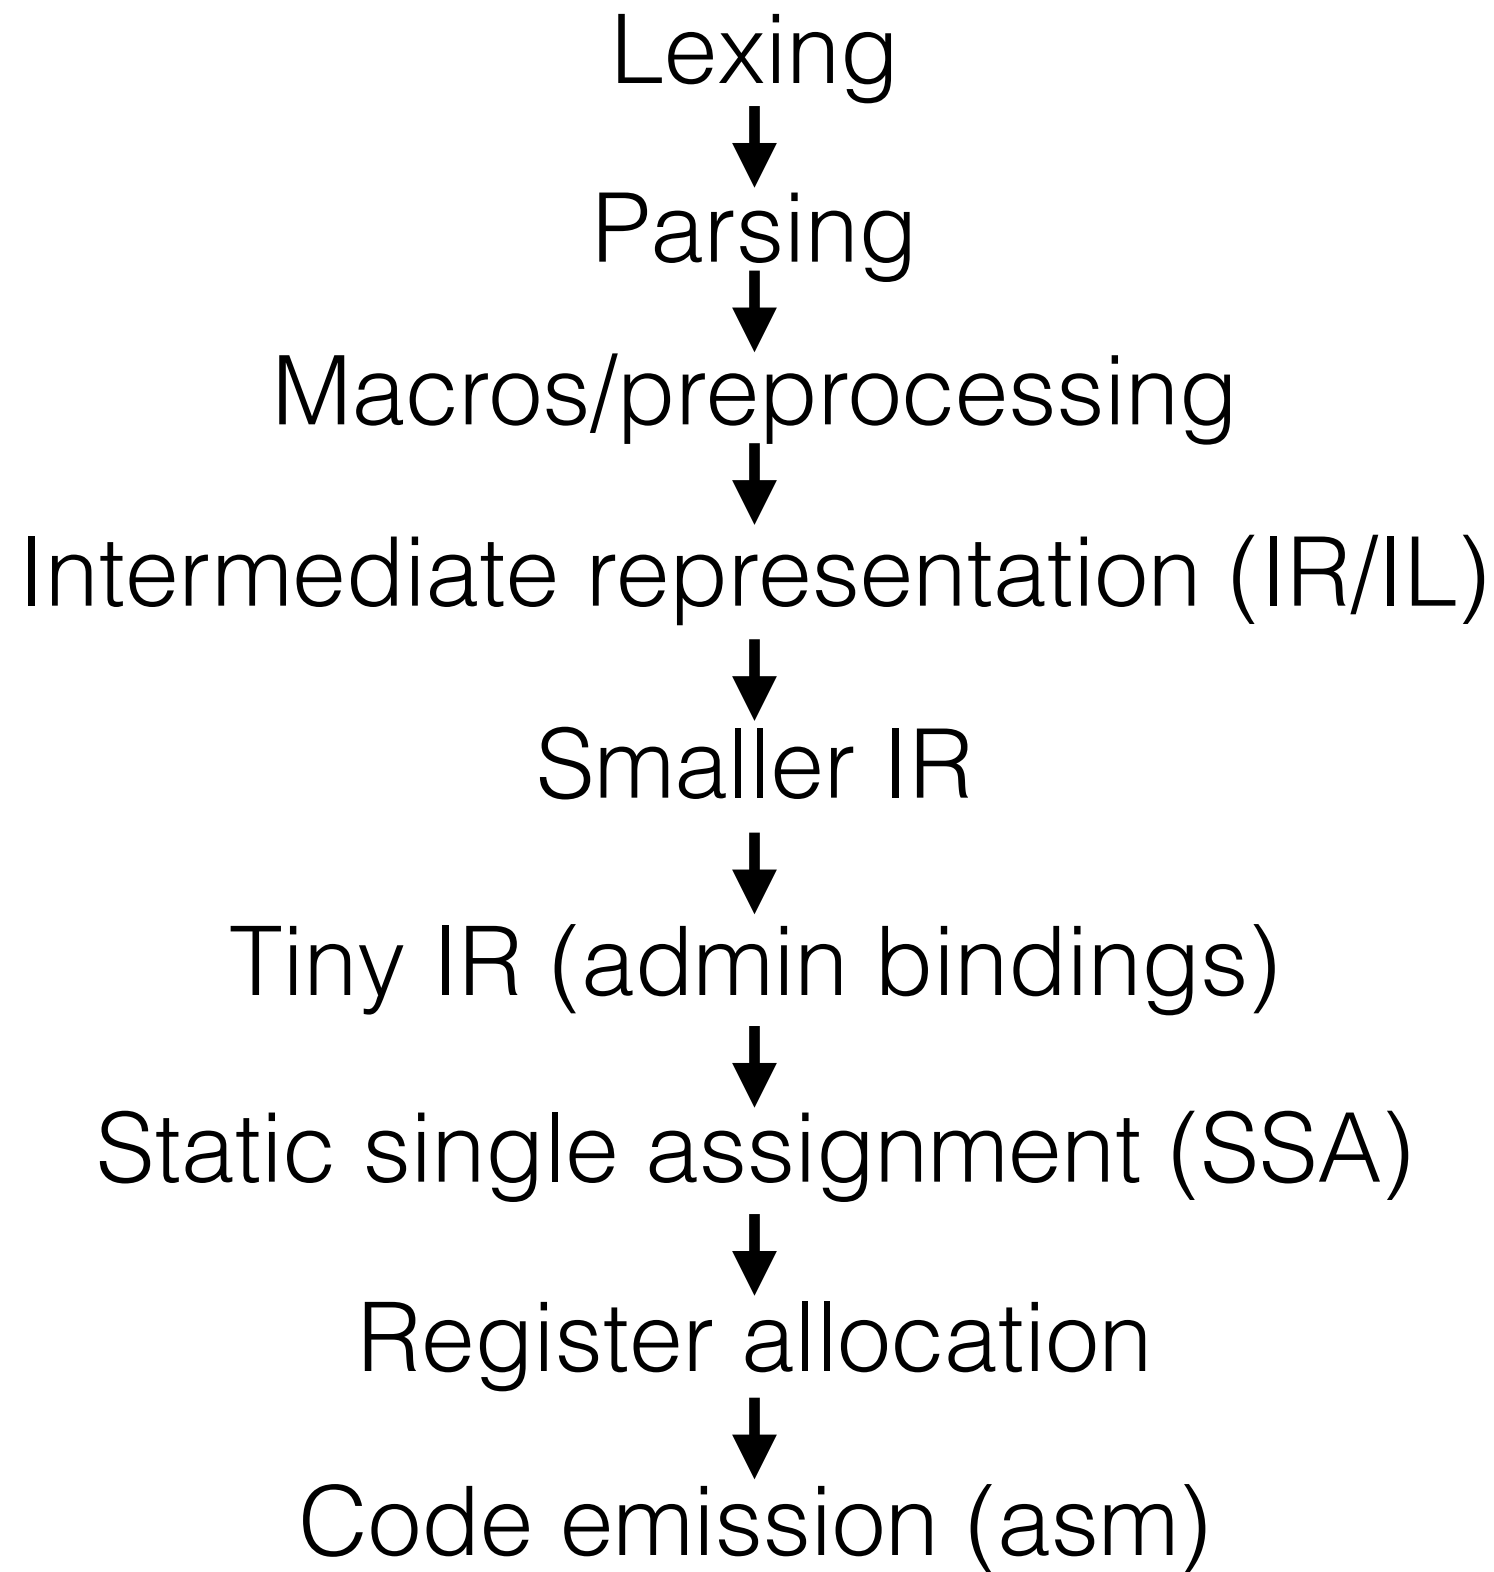 Lexing
Parsing
Macros/preprocessing
Intermediate representation (IR/IL)
Smaller IR
Tiny IR (admin bindings)
Static single assignment (SSA)
Register allocation
Code emission (asm)